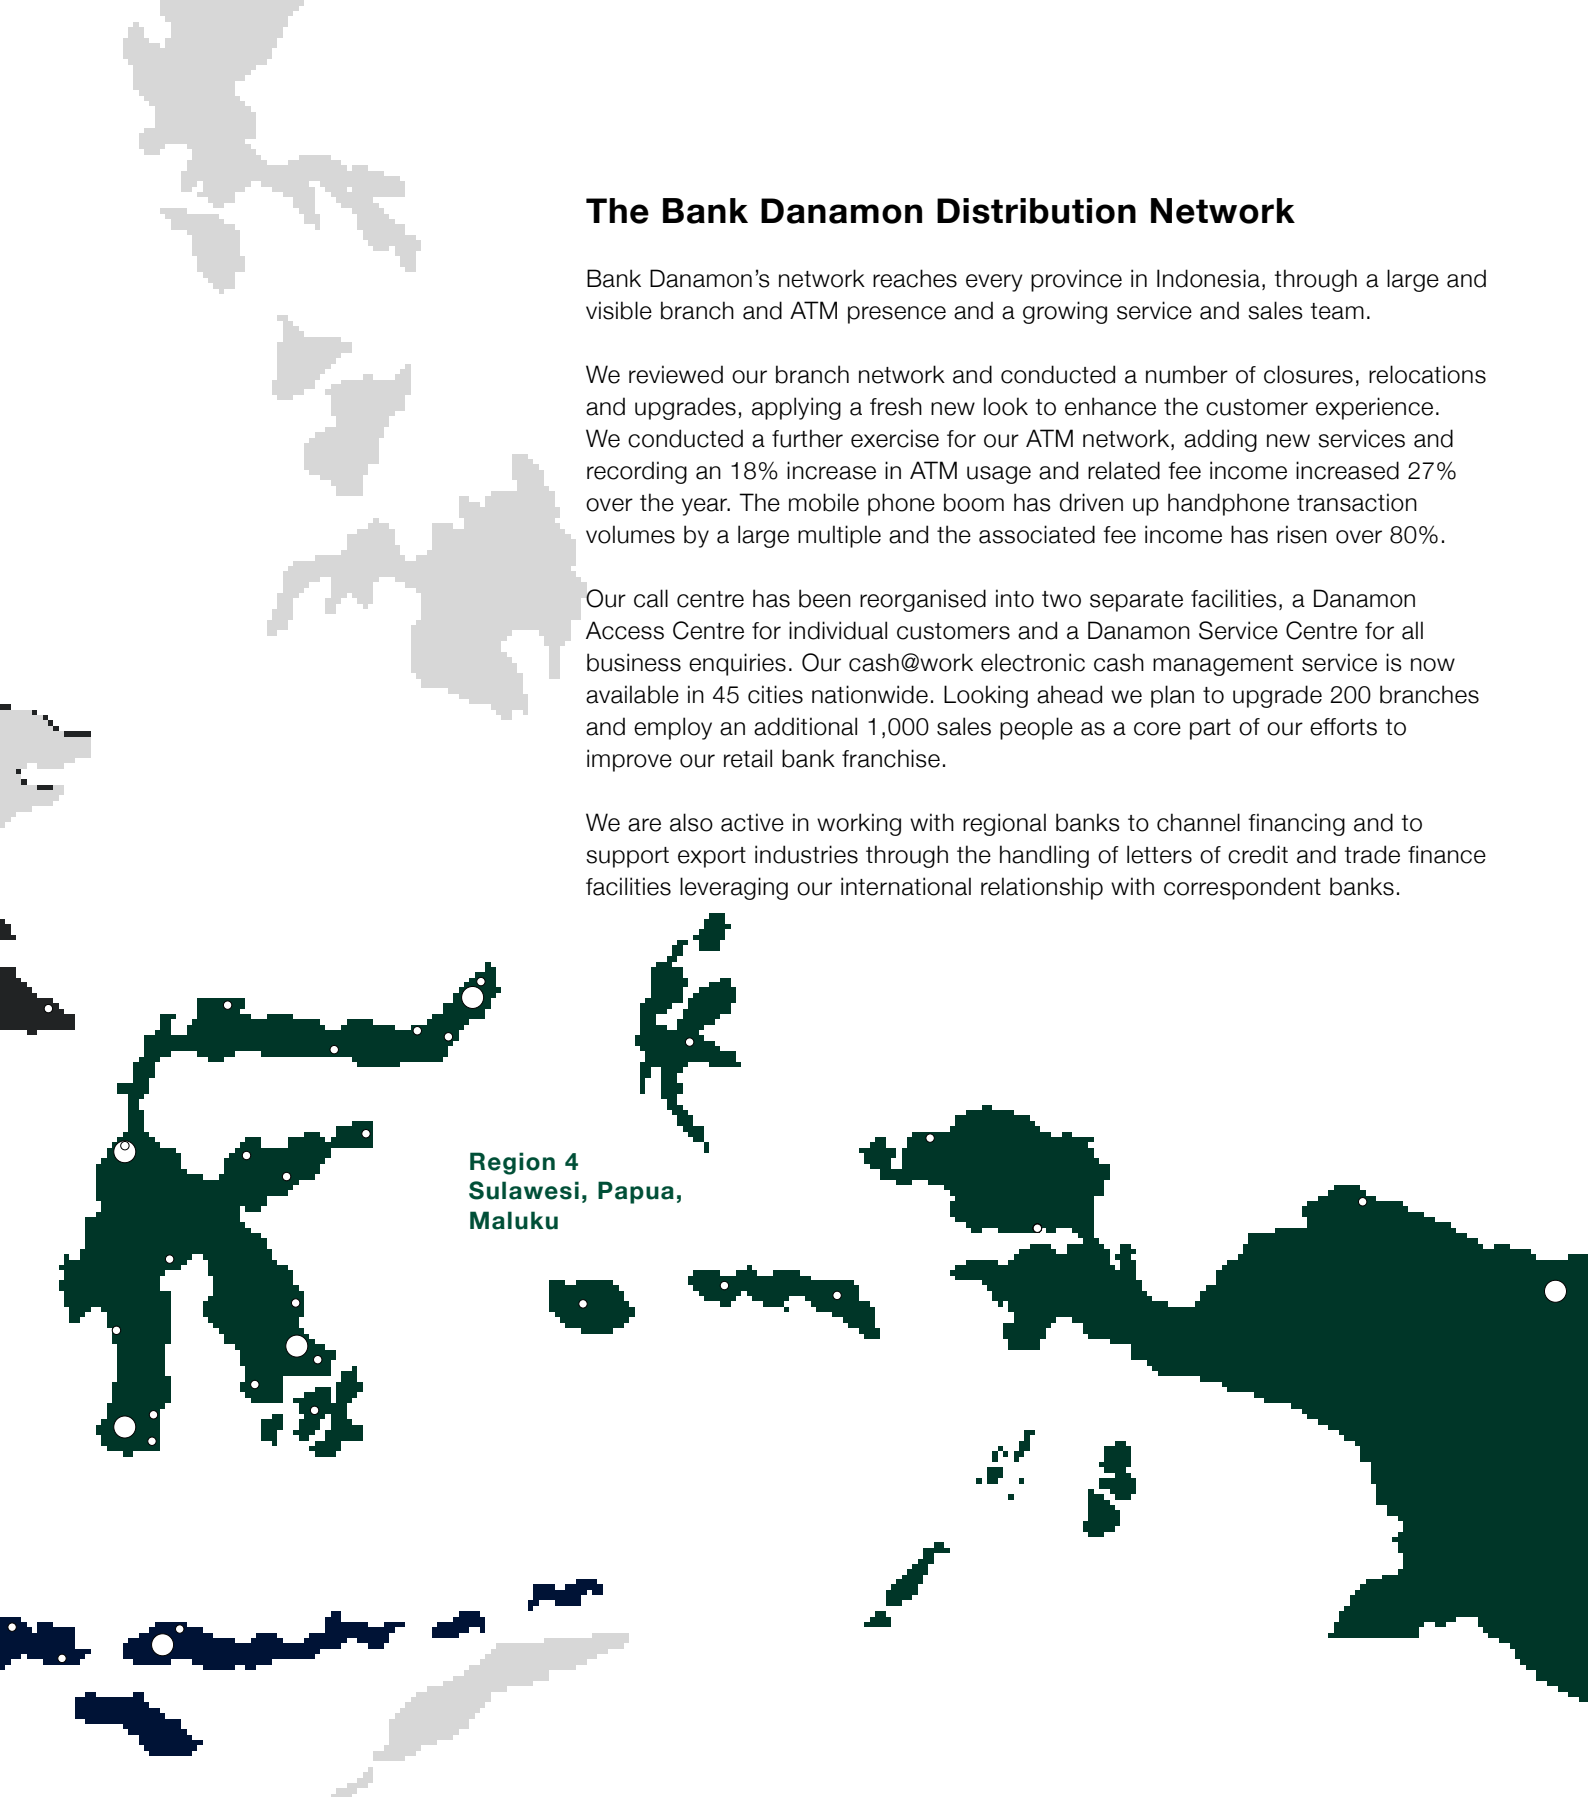 The Bank Danamon Distribution Network
Bank Danamon’s network reaches every province in Indonesia, through a large and
visible branch and ATM presence and a growing service and sales team.
We reviewed our branch network and conducted a number of closures, relocations
and upgrades, applying a fresh new look to enhance the customer experience.
We conducted a further exercise for our ATM network, adding new services and
recording an 18% increase in ATM usage and related fee income increased 27%
over the year. The mobile phone boom has driven up handphone transaction
volumes by a large multiple and the associated fee income has risen over 80%.
Our call centre has been reorganised into two separate facilities, a Danamon
Access Centre for individual customers and a Danamon Service Centre for all
business enquiries. Our cash@work electronic cash management service is now
available in 45 cities nationwide. Looking ahead we plan to upgrade 200 branches
and employ an additional 1,000 sales people as a core part of our efforts to
improve our retail bank franchise.
We are also active in working with regional banks to channel financing and to
support export industries through the handling of letters of credit and trade finance
facilities leveraging our international relationship with correspondent banks.
Region 4
Sulawesi, Papua,
Maluku